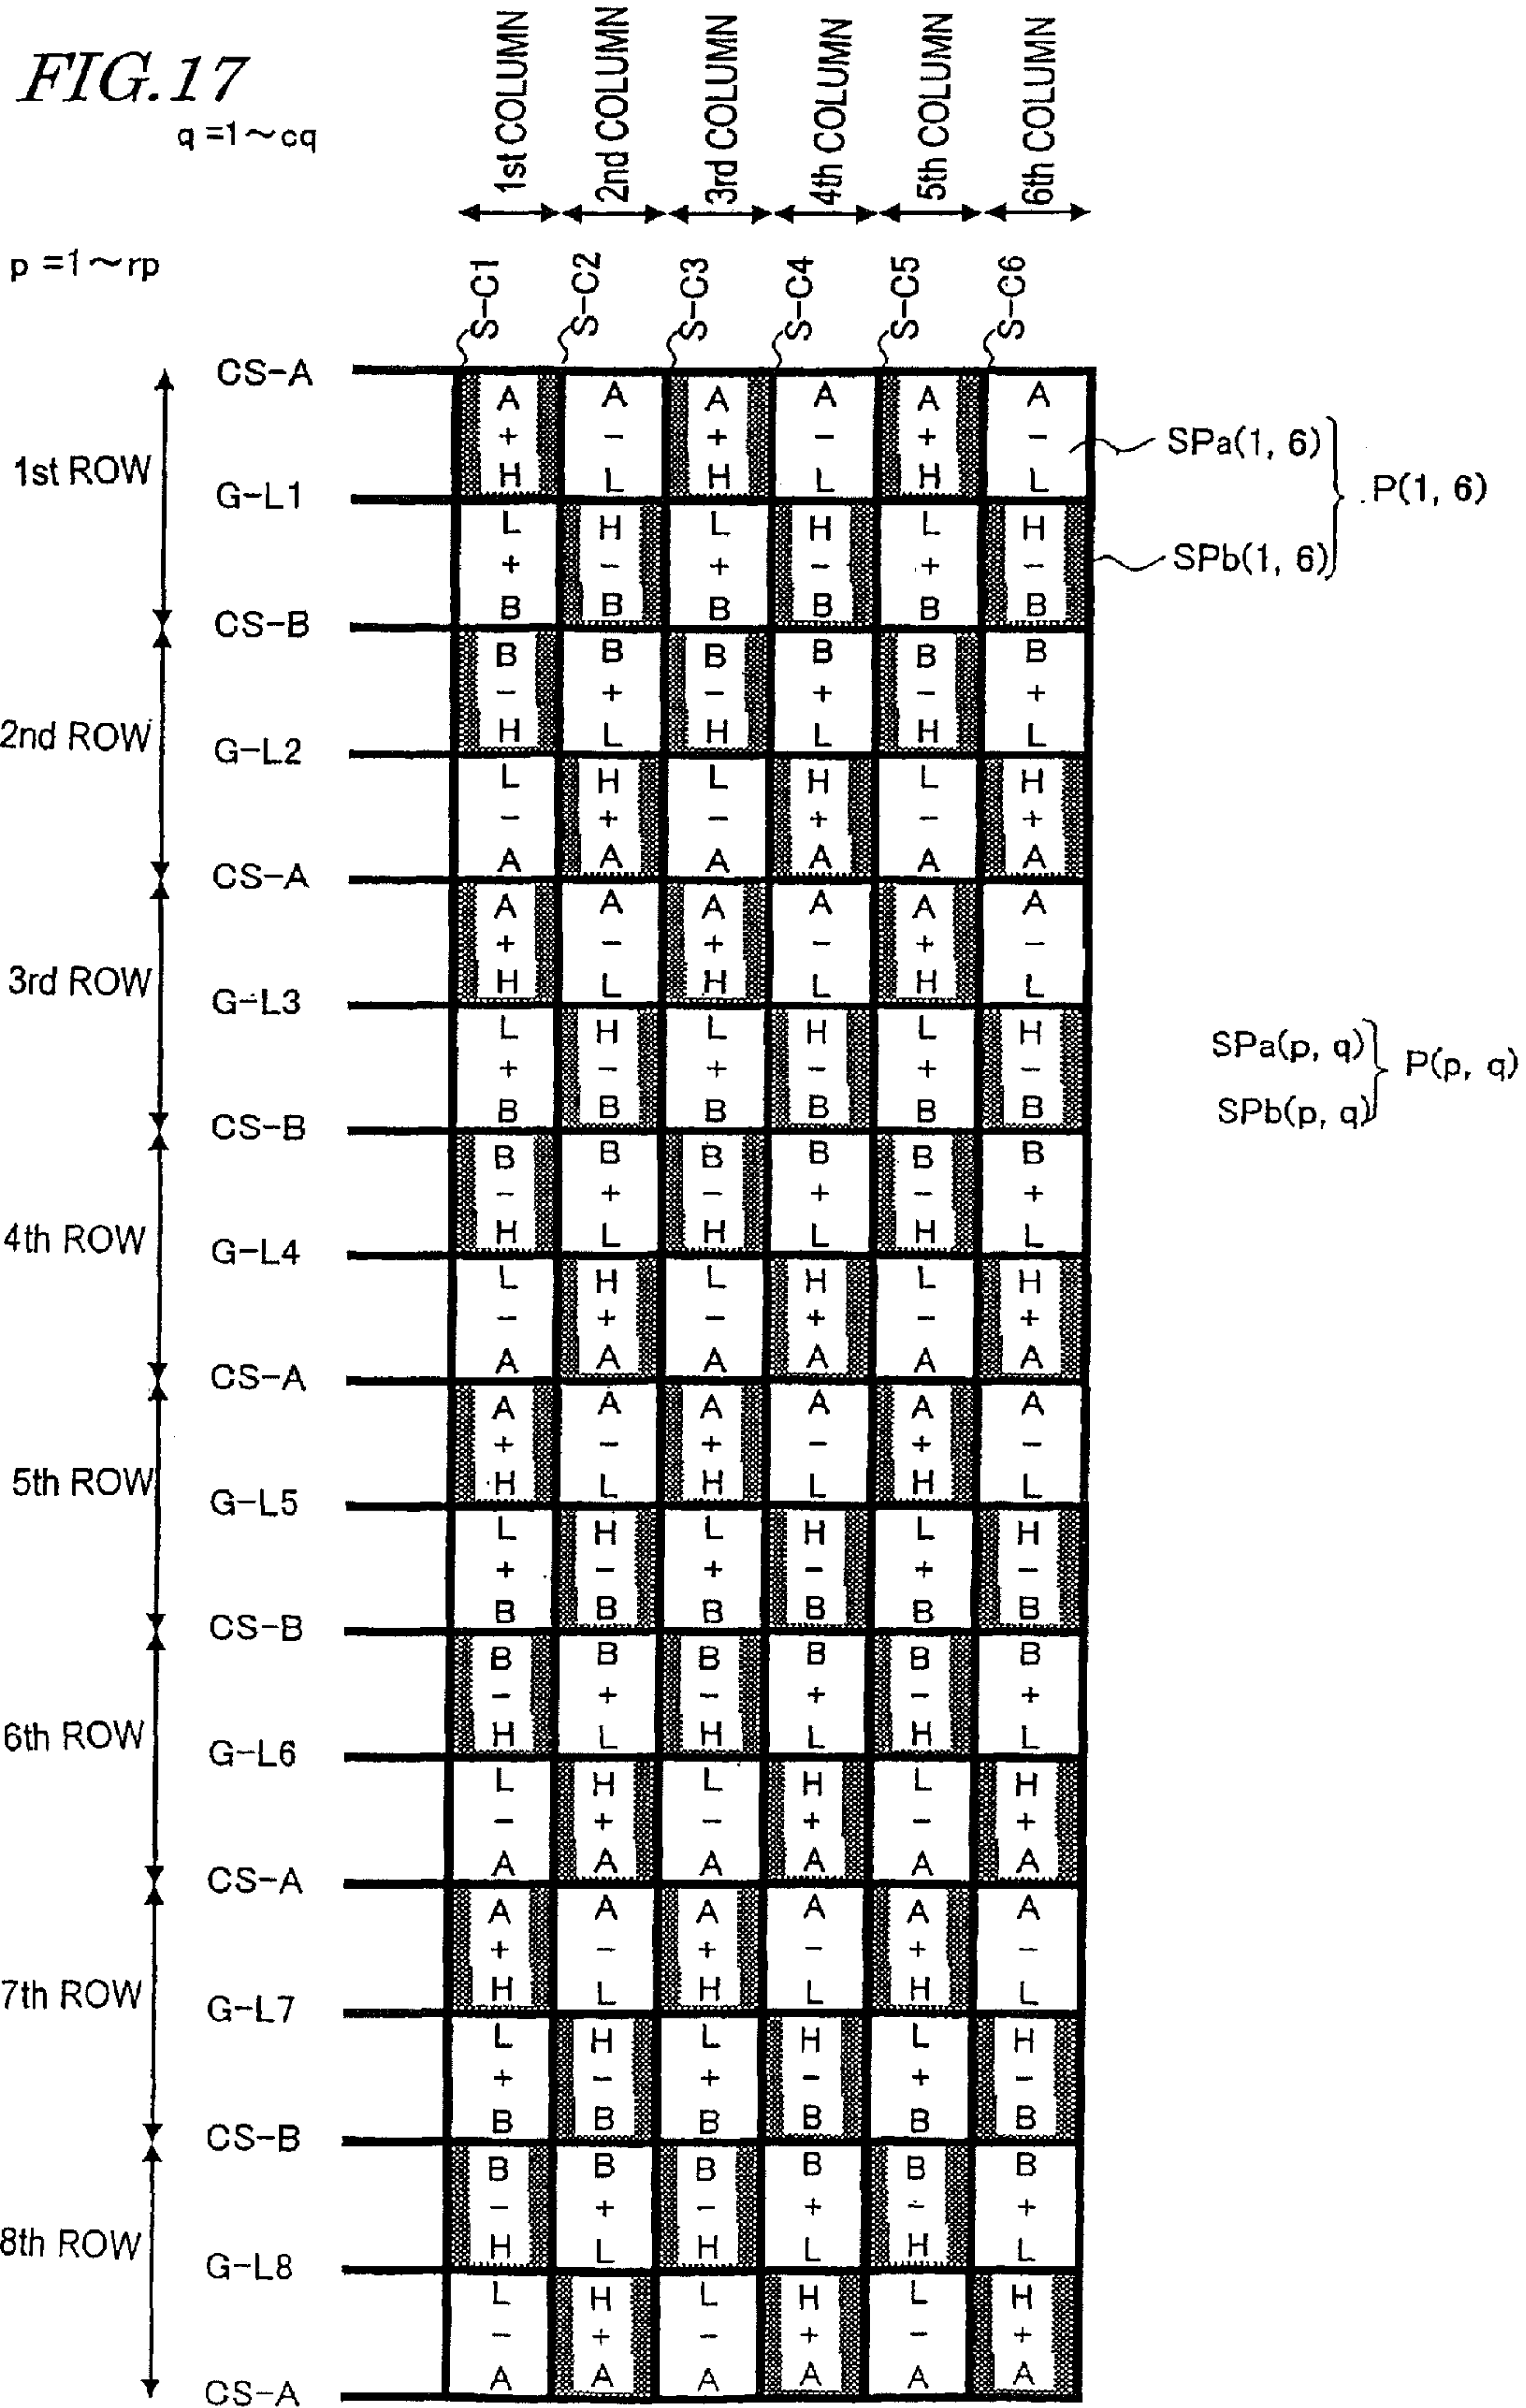 FIG.17
q =1~cq
p =1~rp
1st COLUMN 2nd COLUMN 3rd COLUMN 4th COLUMN 5th COLUMN 6th COLUMN
S-C1 S-C2 S-C3 S-C4 S-C5 S-C6
CS-A
A A A A A A
1st ROW + - + - + - SPa(1, 6)
H L H L H L
G-L1 P(1, 6)
L H L H L H
+ - + - + - SPb(1, 6)
B B B B B B
CS-B
B B B B B B
2nd ROW - + - + - +
H L H L H L
G-L2
L H L H L H
- + - + - +
A A A A A A
CS-A
A A A A A A
3rd ROW + - + - + -
H L H L H L
G-L3
L H L H L H SPa(p, q)
+ - + - + - P(p, q)
B B B B B B SPb(p, q)
CS-B
B B B B B B
4th ROW - + - + - +
H L H L H L
G-L4
L H L H L H
- + - + - +
A A A A A A
CS-A
A A A A A A
5th ROW + - + - + -
H L H L H L
G-L5
L H L H L H
+ - + - + -
B B B B B B
CS-B
B B B B B B
6th ROW - + - + - +
H L H L H L
G-L6
L H L H L H
- + - + - +
A A A A A A
CS-A
A A A A A A
7th ROW + - + - + -
H L H L H L
G-L7
L H L H L H
+ - + - + -
B B B B B B
CS-B
B B B B B B
8th ROW - + - + - +
H L H L H L
G-L8
L H L H L H
- + - + - +
A A A A A A
CS-A